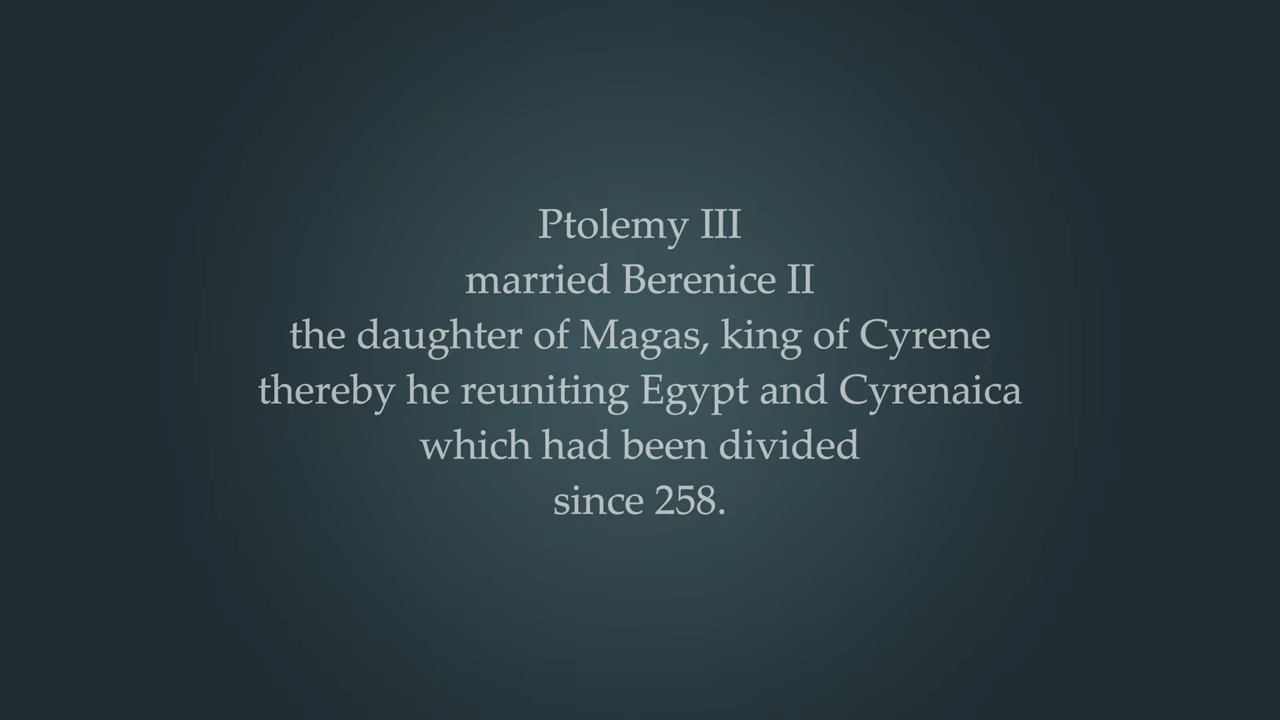 Ptolemy III
married Berenice II
the daughter of Magas, king of Cyrene
thereby he reuniting Egypt and Cyrenaica
which had been divided
since 258.